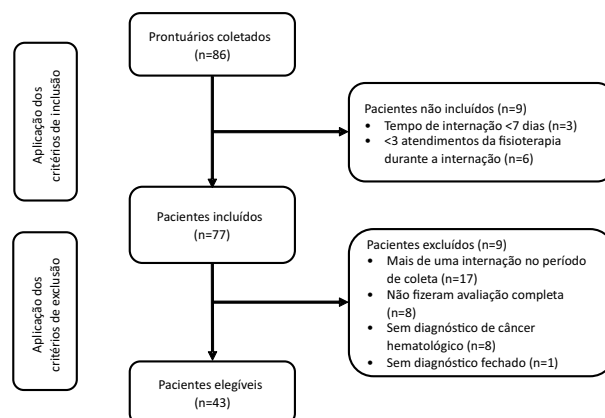 Prontuários coletados
(n=86)
Aplicação dos
critérios de inclusão
Pacientes não incluídos (n=9)
• Tempo de internação <7 dias (n=3)
• <3 atendimentos da fisioterapia
durante a internação (n=6)
Pacientes incluídos
(n=77)
Aplicação dos
critérios de exclusão
Pacientes excluídos (n=9)
• Mais de uma internação no período
de coleta (n=17)
• Não fizeram avaliação completa
(n=8)
• Sem diagnóstico de câncer
hematológico (n=8)
• Sem diagnóstico fechado (n=1)
Pacientes elegíveis
(n=43)